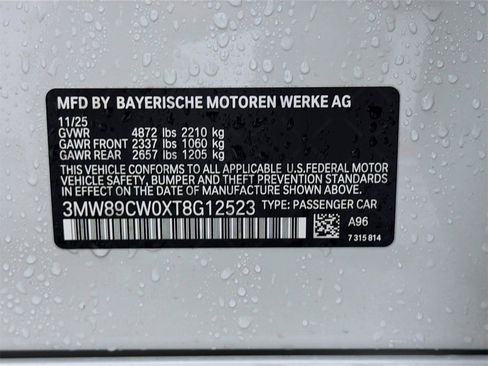 MFD BY BAYERISCHE MOTOREN WERKE AG
11/25
GVWR 4872 lbs 2210 kg
GAWR FRONT 2337 lbs 1060 kg
GAWR REAR 2657 lbs 1205 kg
THIS VEHICLE CONFORMS TO ALL APPLICABLE U.S.FEDERAL MOTOR
VEHICLE SAFETY, BUMPER AND THEFT PREVENTION STANDARDS IN
EFFECT ON THE DATE OF MANUFACTURE SHOWN ABOVE.
3MW89CW0XT8G12523 TYPE: PASSENGER CAR
A96
7 315 814